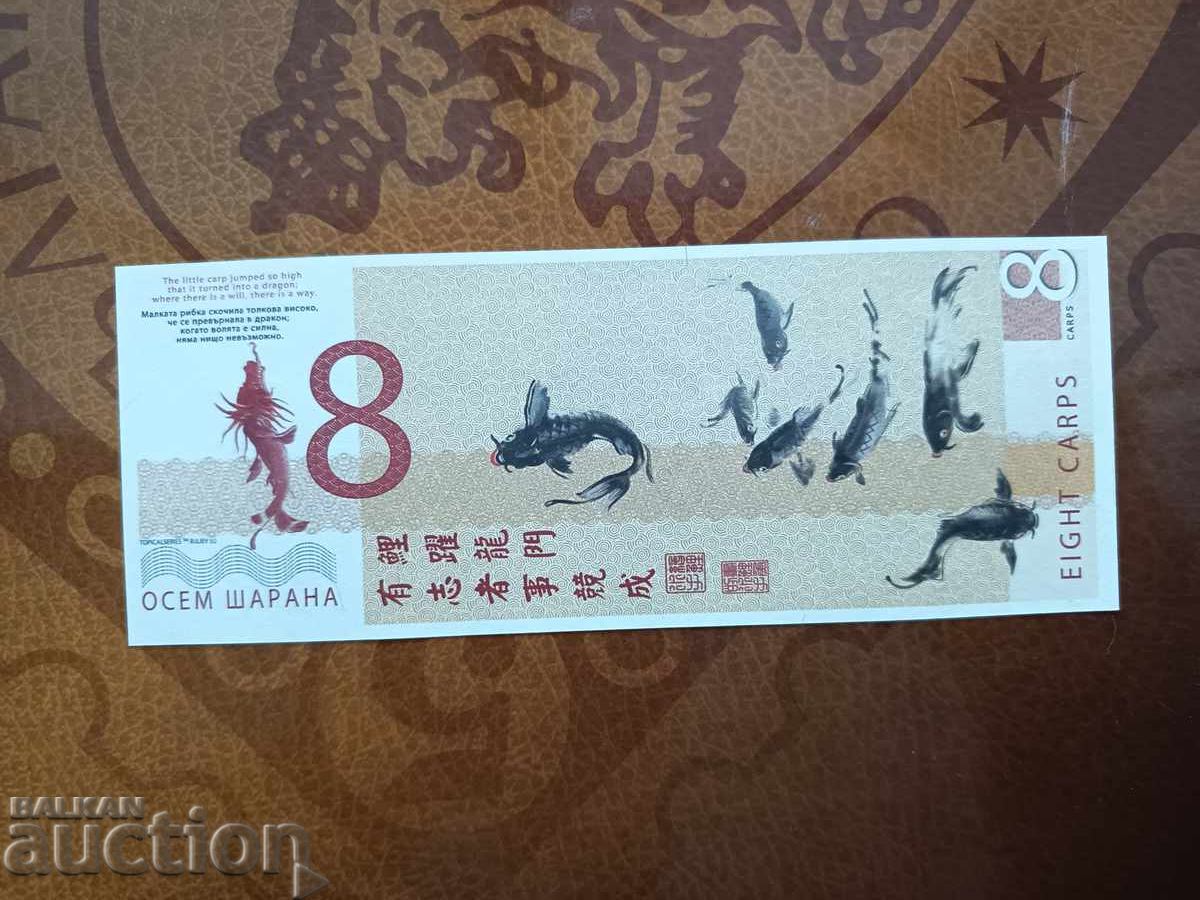 The little carp jumped so high
that it turned into a dragon;
where there is a will, there is a way.
Малката рибка скочила толкова високо,
че се превърнала в дракон;
когато волята е силна,
няма нищо невъзможно.
8
8
CARPS
EIGHT CARPS
鯉躍龍門
有志者事競成
ОСЕМ ШАРАНА
BALKAN
auction